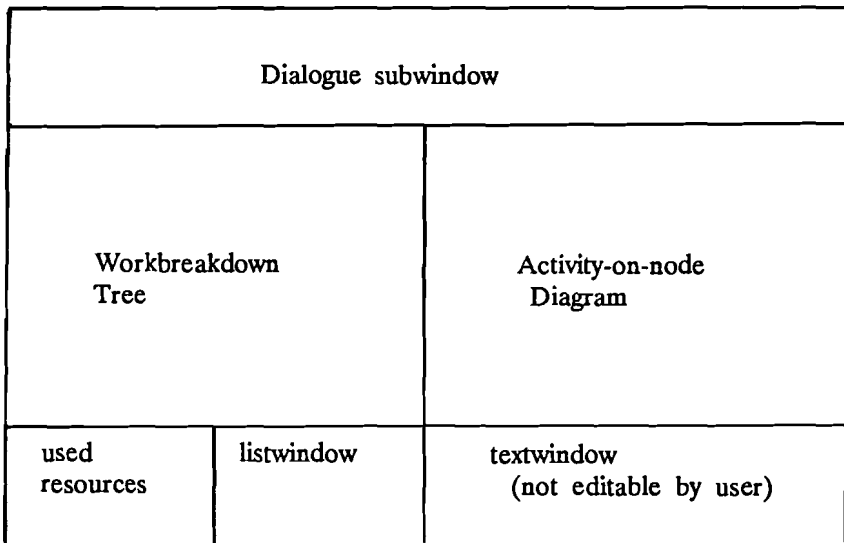 Dialogue subwindow
Workbreakdown
Tree
Activity-on-node
Diagram
used
resources
listwindow
textwindow
(not editable by user)